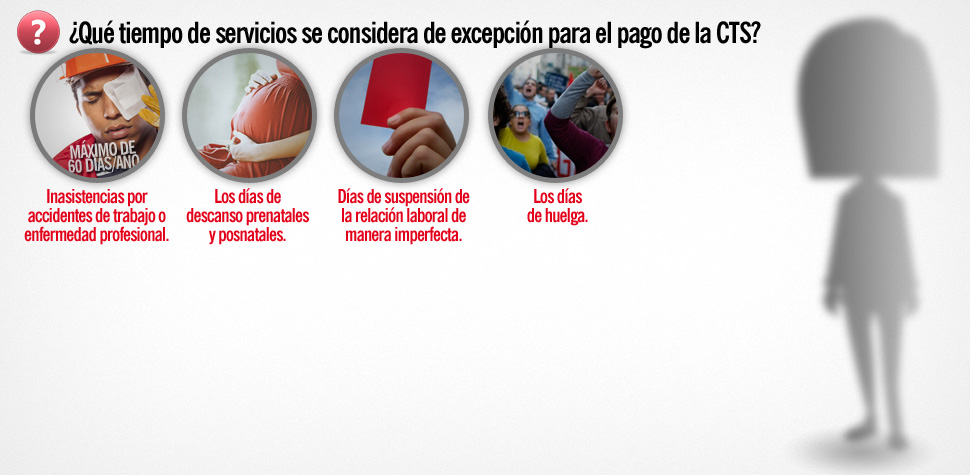 ?
¿Qué tiempo de servicios se considera de excepción para el pago de la CTS?
MÁXIMO DE
60 DÍAS/AÑO
Inasistencias por
accidentes de trabajo o
enfermedad profesional.
Los días de
descanso prenatales
y posnatales.
Días de suspensión de
la relación laboral de
manera imperfecta.
Los días
de huelga.